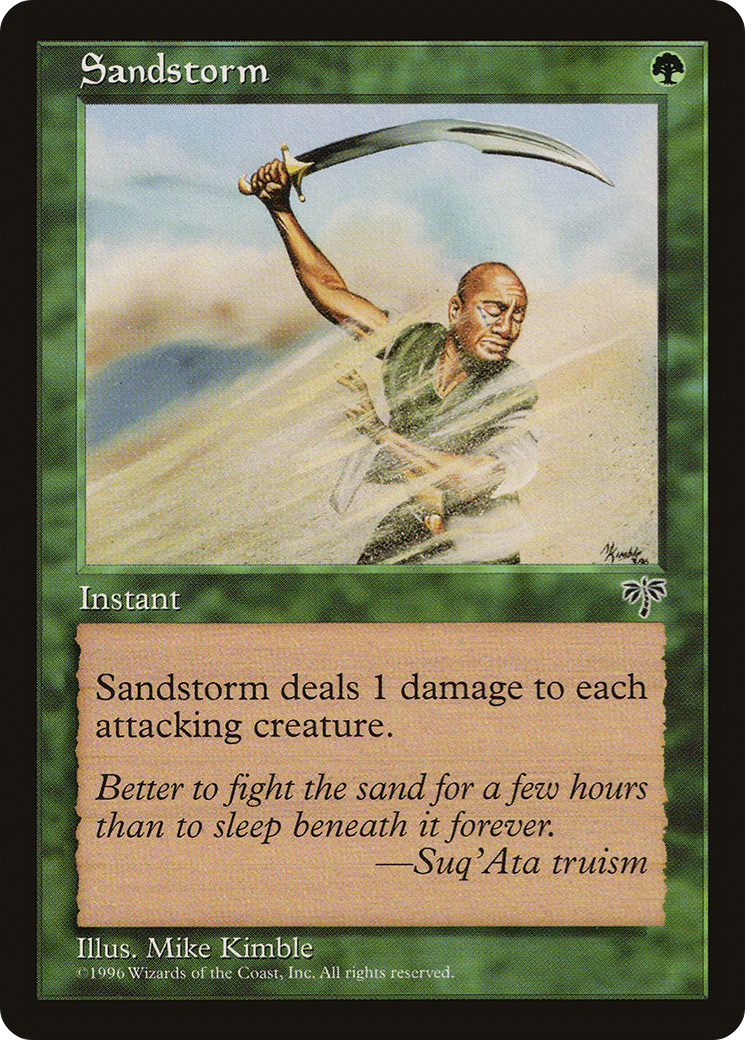 Sandstorm
MKimble
Instant
Sandstorm deals 1 damage to each
attacking creature.
Better to fight the sand for a few hours
than to sleep beneath it forever.
—Suq'Ata truism
Illus. Mike Kimble
©1996 Wizards of the Coast, Inc. All rights reserved.